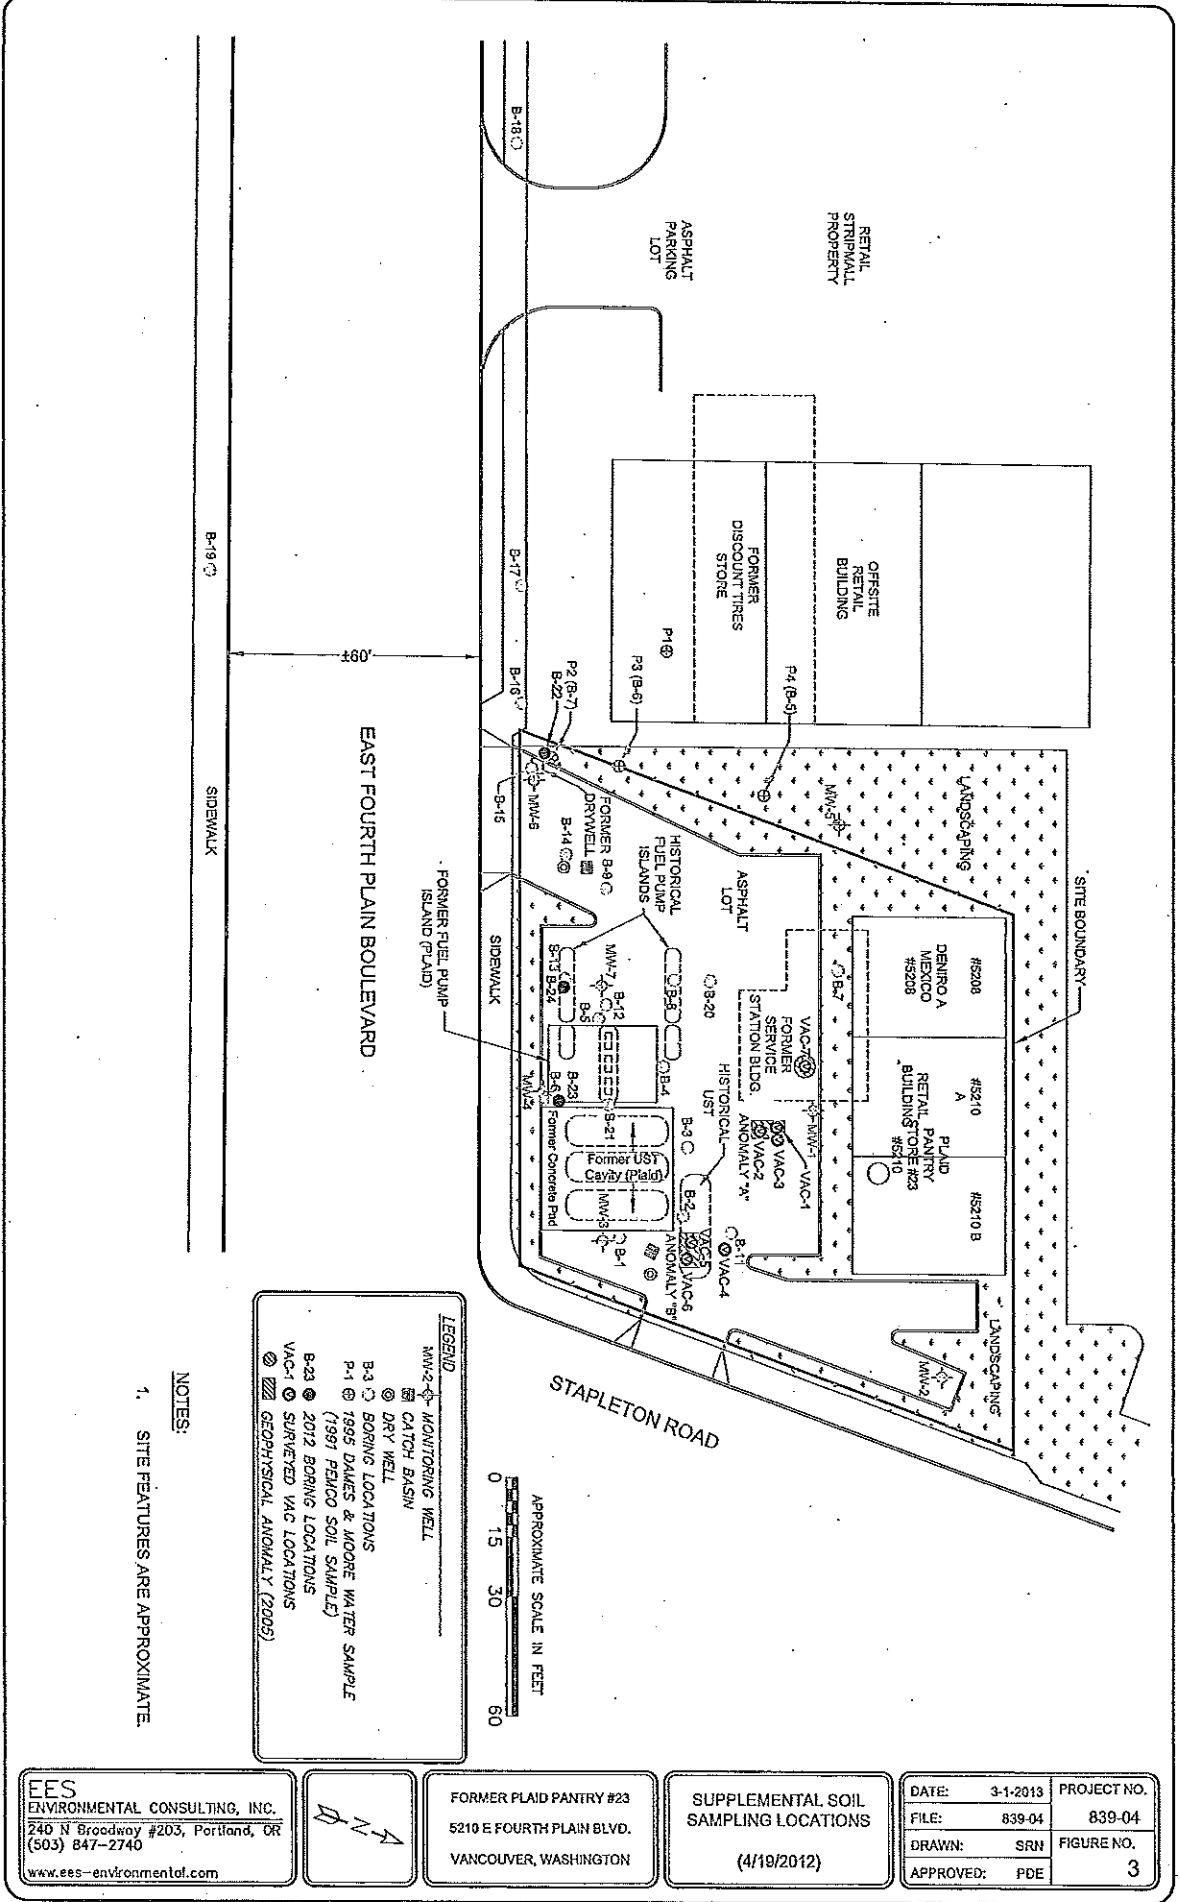 B-18
RETAIL
STRIPMALL
PROPERTY
ASPHALT
PARKING
LOT
OFFSITE
RETAIL
BUILDING
FORMER
DISCOUNT TIRES
STORE
P1
B-19
B-17
B-16
±60'
P2 (B-7)
B-22
P3 (B-6)
P4 (B-5)
MW-5
LANDSCAPING
SITE BOUNDARY
B-15
MW-6
FORMER B-9
DRYWELL
B-14
HISTORICAL
FUEL PUMP
ISLANDS
ASPHALT
LOT
EAST FOURTH PLAIN BOULEVARD
SIDEWALK
SIDEWALK
FORMER FUEL PUMP
ISLAND (PLAID)
B-13
B-24
MW-7
B-12
B-5
B-8
B-20
B-7
DENIRO A
MEXICO
#5208
#5208
#5210
A
PLAID
PANTRY
STORE #23
#5210
RETAIL
BUILDING
#5210 B
VAC-7
FORMER
SERVICE
STATION BLDG.
HISTORICAL
UST
MW-1
VAC-1
VAC-3
VAC-2
ANOMALY "A"
B-4
B-3
B-23
B-6
MW-4
B-21
Former UST
Cavity (Plaid)
Former Concrete Pad
MW-3
B-1
B-2
B-11
VAC-4
VAC-5
VAC-6
ANOMALY "B"
MW-2
LANDSCAPING
STAPLETON ROAD
APPROXIMATE SCALE IN FEET
0 15 30 60
LEGEND
MW-2 MONITORING WELL
CATCH BASIN
DRY WELL
B-3 BORING LOCATIONS
P-1 1995 DAMES & MOORE WATER SAMPLE
(1991 PEMCO SOIL SAMPLE)
B-23 2012 BORING LOCATIONS
VAC-1 SURVEYED VAC LOCATIONS
GEOPHYSICAL ANOMALY (2005)
NOTES:
1. SITE FEATURES ARE APPROXIMATE.
EES
ENVIRONMENTAL CONSULTING, INC.
240 N Broadway #203, Portland, OR
(503) 847-2740
www.ees-environmental.com
N
FORMER PLAID PANTRY #23
5210 E FOURTH PLAIN BLVD.
VANCOUVER, WASHINGTON
SUPPLEMENTAL SOIL
SAMPLING LOCATIONS
(4/19/2012)
DATE: 3-1-2013
FILE: 839-04
DRAWN: SRN
APPROVED: PDE
PROJECT NO.
839-04
FIGURE NO.
3